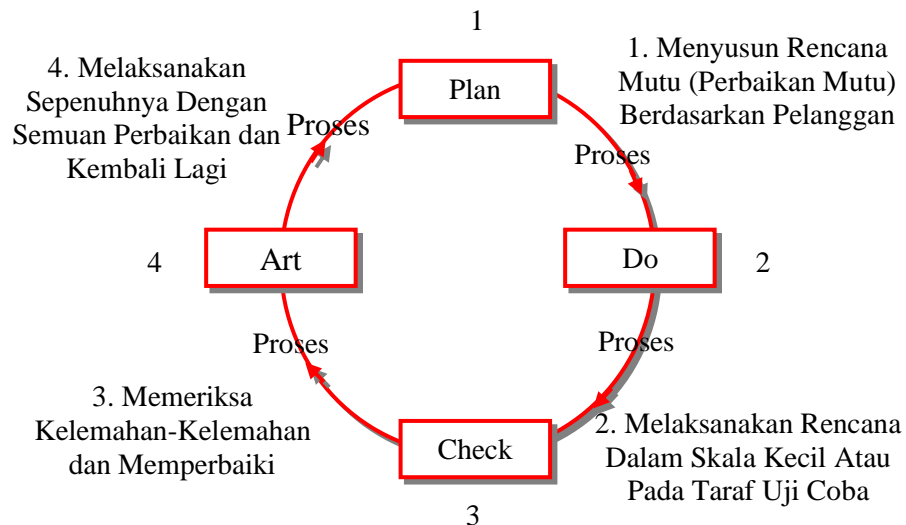 1
Plan
1. Menyusun Rencana
Mutu (Perbaikan Mutu)
Berdasarkan Pelanggan
Proses
Do
2
Proses
2. Melaksanakan Rencana
Dalam Skala Kecil Atau
Pada Taraf Uji Coba
Check
3
3. Memeriksa
Kelemahan-Kelemahan
dan Memperbaiki
Proses
Art
4
4. Melaksanakan
Sepenuhnya Dengan
Semuan Perbaikan dan
Kembali Lagi
Proses